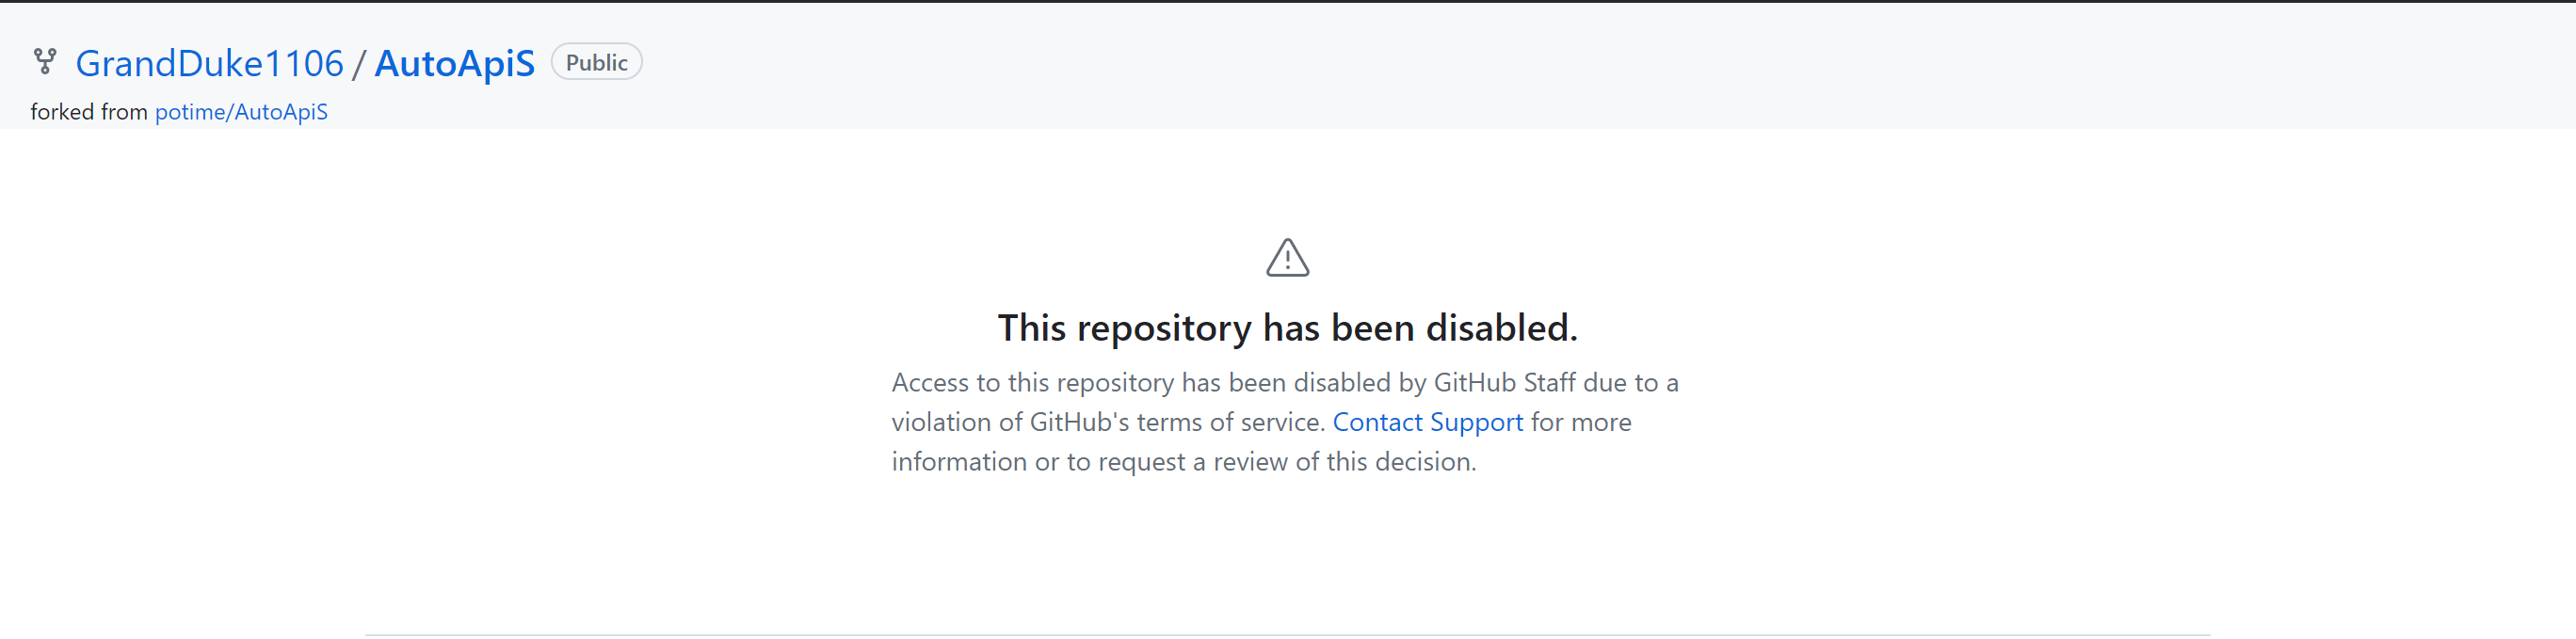 GrandDuke1106 / AutoApiS Public
forked from potime/AutoApiS
This repository has been disabled.
Access to this repository has been disabled by GitHub Staff due to a
violation of GitHub's terms of service. Contact Support for more
information or to request a review of this decision.